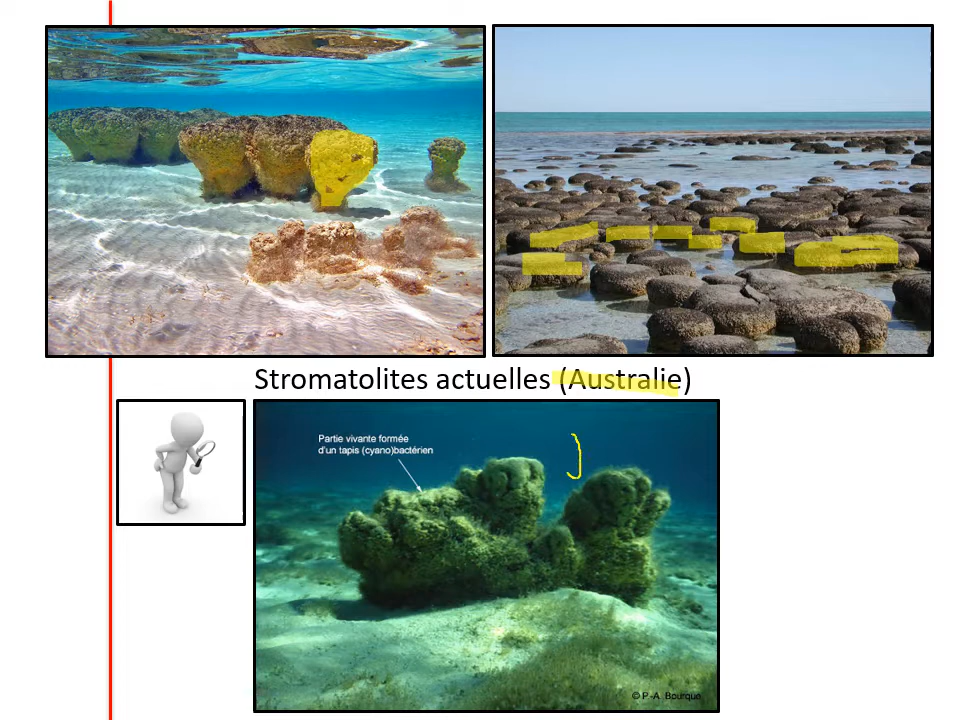 Stromatolites actuelles (Australie)
Partie vivante formée
d'un tapis (cyano)bactérien
© P.-A. Bourque